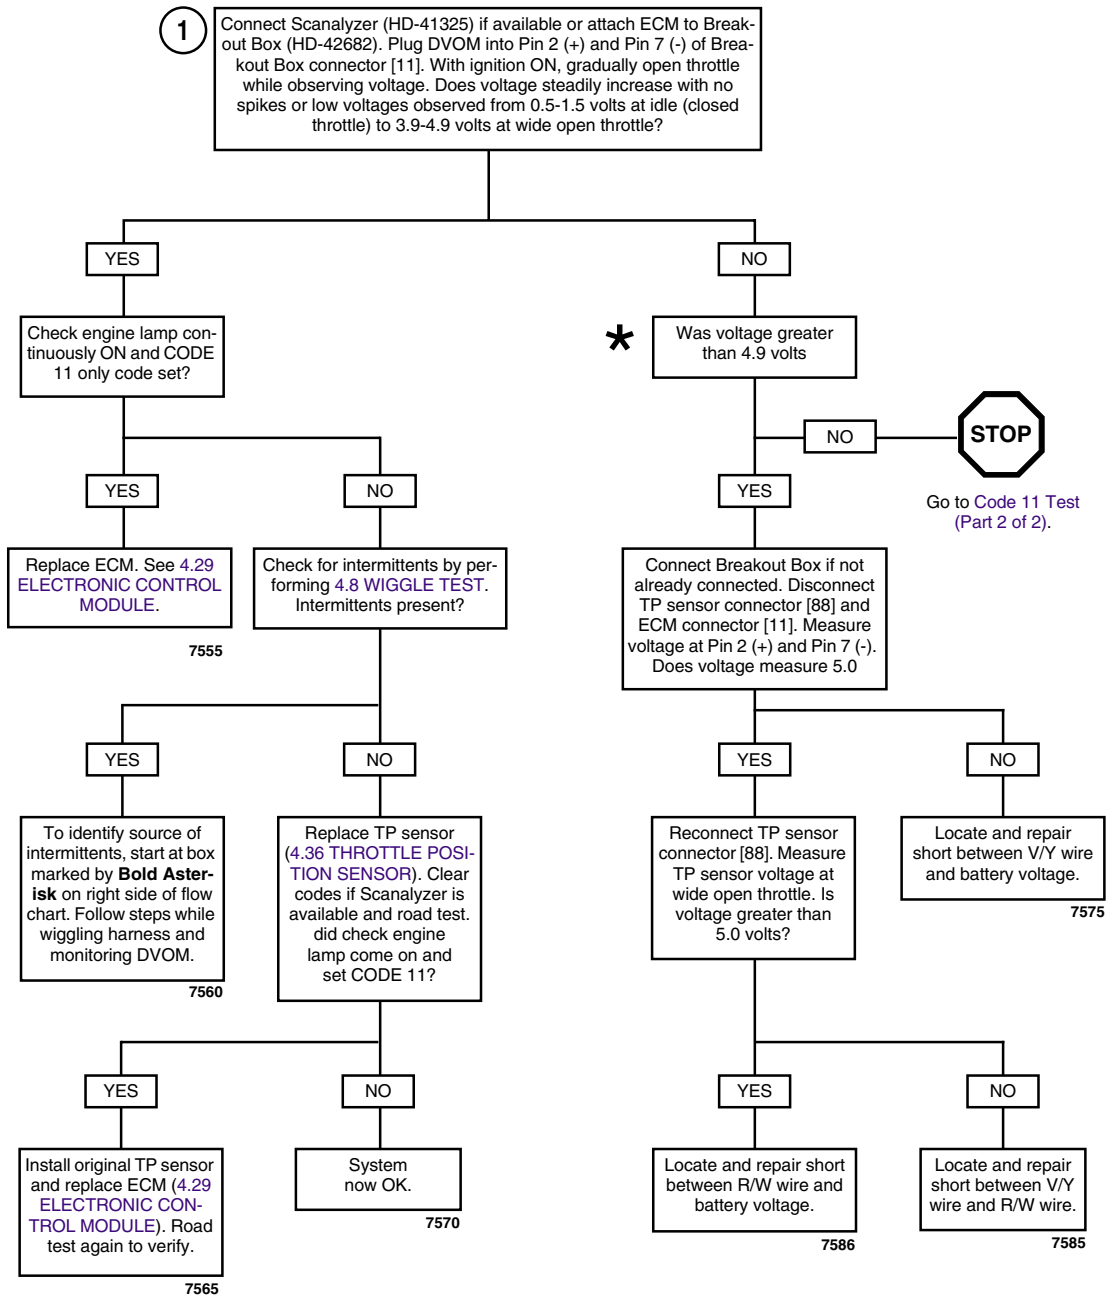 1
Connect Scanalyzer (HD-41325) if available or attach ECM to Break-
out Box (HD-42682). Plug DVOM into Pin 2 (+) and Pin 7 (-) of Brea-
kout Box connector [11]. With ignition ON, gradually open throttle
while observing voltage. Does voltage steadily increase with no
spikes or low voltages observed from 0.5-1.5 volts at idle (closed
throttle) to 3.9-4.9 volts at wide open throttle?
YES
NO
Check engine lamp con-
tinuously ON and CODE
11 only code set?
*
Was voltage greater
than 4.9 volts
NO
STOP
Go to Code 11 Test
(Part 2 of 2).
YES
NO
YES
Replace ECM. See 4.29
ELECTRONIC CONTROL
MODULE.
7555
Check for intermittents by per-
forming 4.8 WIGGLE TEST.
Intermittents present?
Connect Breakout Box if not
already connected. Disconnect
TP sensor connector [88] and
ECM connector [11]. Measure
voltage at Pin 2 (+) and Pin 7 (-).
Does voltage measure 5.0
YES
NO
YES
NO
To identify source of
intermittents, start at box
marked by Bold Aster-
isk on right side of flow
chart. Follow steps while
wiggling harness and
monitoring DVOM.
7560
Replace TP sensor
(4.36 THROTTLE POSI-
TION SENSOR). Clear
codes if Scanalyzer is
available and road test.
did check engine
lamp come on and
set CODE 11?
Reconnect TP sensor
connector [88]. Measure
TP sensor voltage at
wide open throttle. Is
voltage greater than
5.0 volts?
Locate and repair
short between V/Y wire
and battery voltage.
7575
YES
NO
YES
NO
Install original TP sensor
and replace ECM (4.29
ELECTRONIC CON-
TROL MODULE). Road
test again to verify.
7565
System
now OK.
7570
Locate and repair short
between R/W wire and
battery voltage.
7586
Locate and repair
short between V/Y
wire and R/W wire.
7585